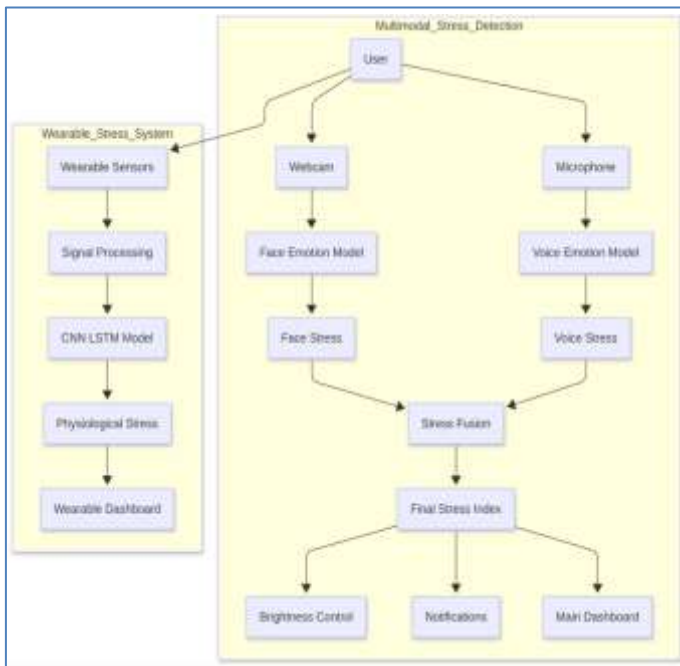 Multimodal_Stress_Detection
User
Wearable_Stress_System
Wearable Sensors
Webcam
Microphone
Signal Processing
Face Emotion Model
Voice Emotion Model
CNN LSTM Model
Face Stress
Voice Stress
Physiological Stress
Stress Fusion
Wearable Dashboard
Final Stress Index
Brightness Control
Notifications
Main Dashboard